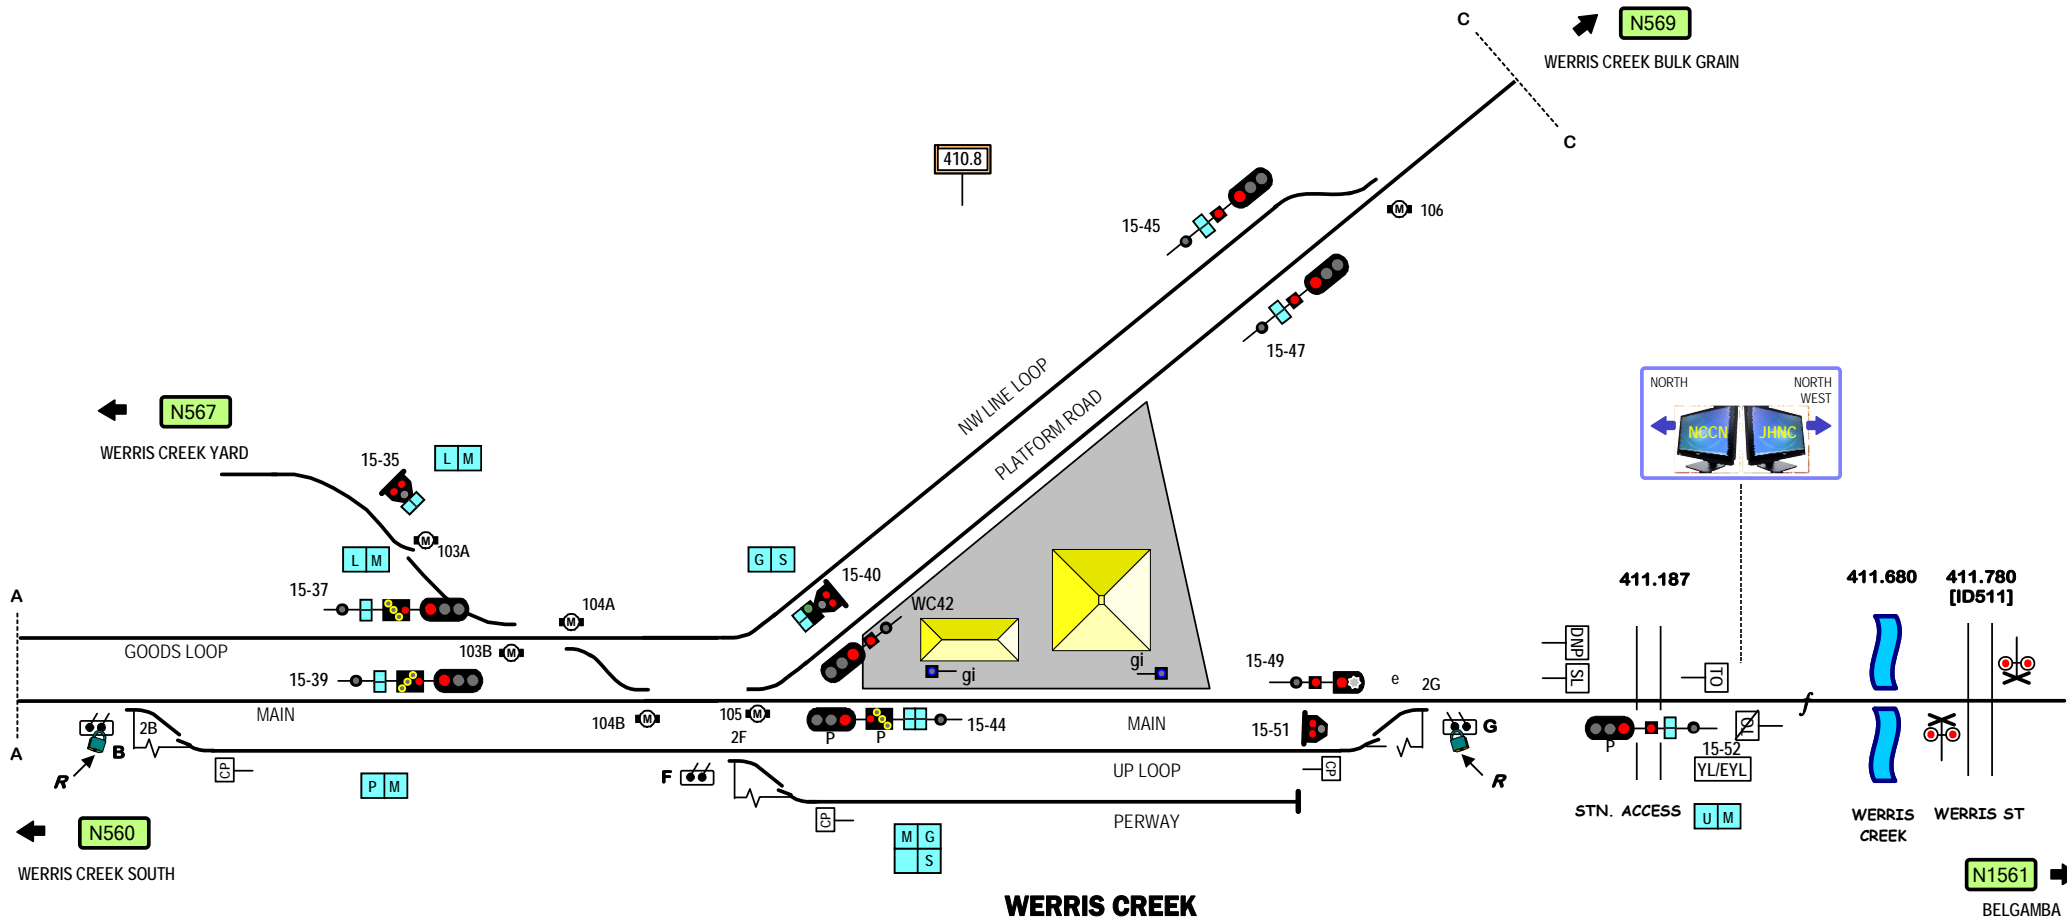 C
N569
WERRIS CREEK BULK GRAIN
C
410.8
15-45
M
106
15-47
NW LINE LOOP
PLATFORM ROAD
NORTH
NORTH
WEST
NCCN
JHNC
N567
WERRIS CREEK YARD
15-35
L M
M
103A
L M
15-37
G S
15-40
WC42
104A
M
A
GOODS LOOP
103B
M
15-39
MAIN
gi
gi
15-49
e
2G
DNP
SL
411.187
TO
411.680
411.780
[ID511]
104B
M
105
M
2F
P
P
15-44
MAIN
15-51
G
R
P
15-52
TO
YL/EYL
A
B
2B
R
CP
P M
F
UP LOOP
CP
CP
PERWAY
STN. ACCESS
U M
WERRIS
CREEK
WERRIS ST
M G
S
N560
WERRIS CREEK SOUTH
WERRIS CREEK
N1561
BELGAMBA